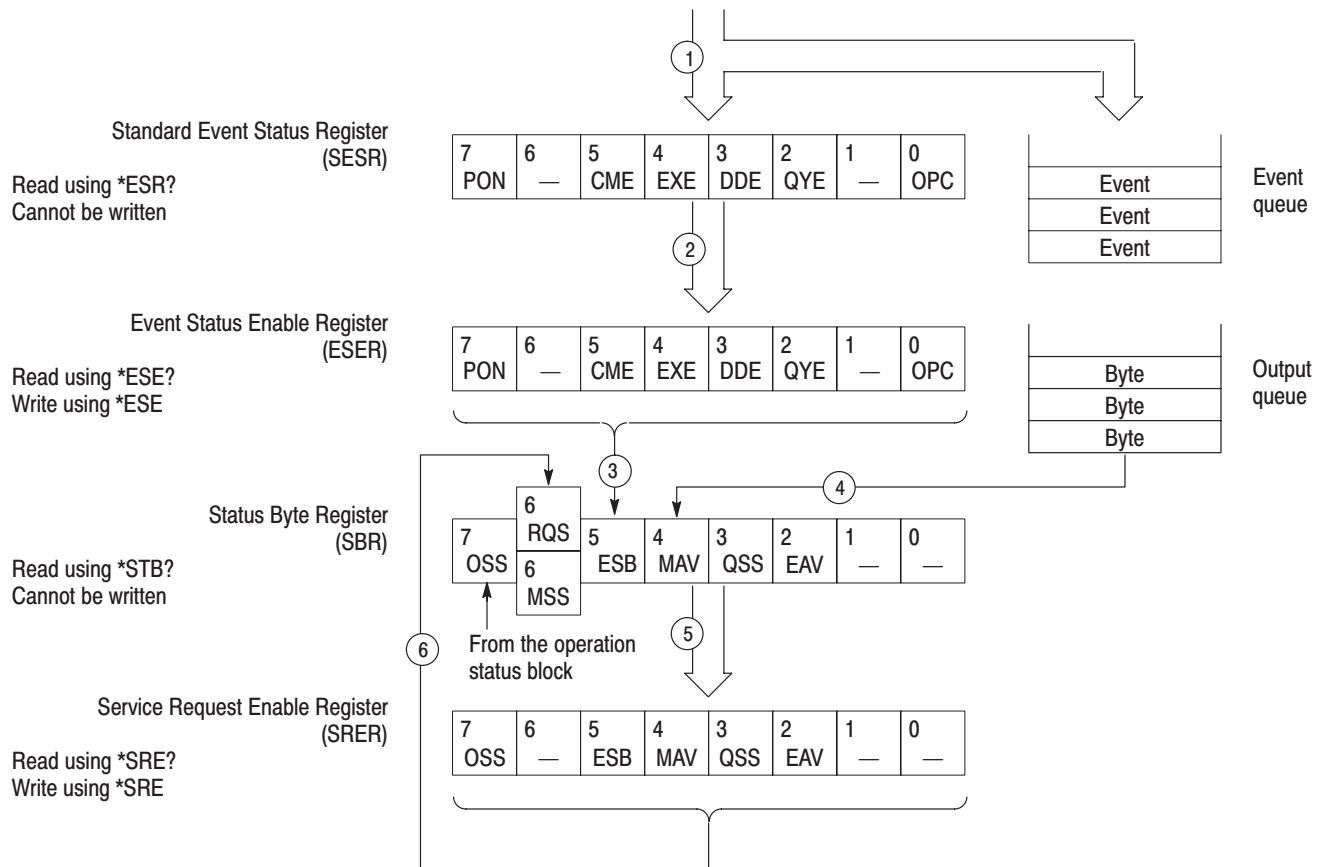 1
Standard Event Status Register
(SESR)
Read using *ESR?
Cannot be written
7 6 5 4 3 2 1 0
PON — CME EXE DDE QYE — OPC
Event
Event
Event
Event
queue
2
Event Status Enable Register
(ESER)
Read using *ESE?
Write using *ESE
7 6 5 4 3 2 1 0
PON — CME EXE DDE QYE — OPC
Byte
Byte
Byte
Output
queue
3
4
Status Byte Register
(SBR)
Read using *STB?
Cannot be written
6
RQS
7 5 4 3 2 1 0
OSS ESB MAV QSS EAV — —
6
MSS
From the operation
status block
5
6
Service Request Enable Register
(SRER)
Read using *SRE?
Write using *SRE
7 6 5 4 3 2 1 0
OSS — ESB MAV QSS EAV — —